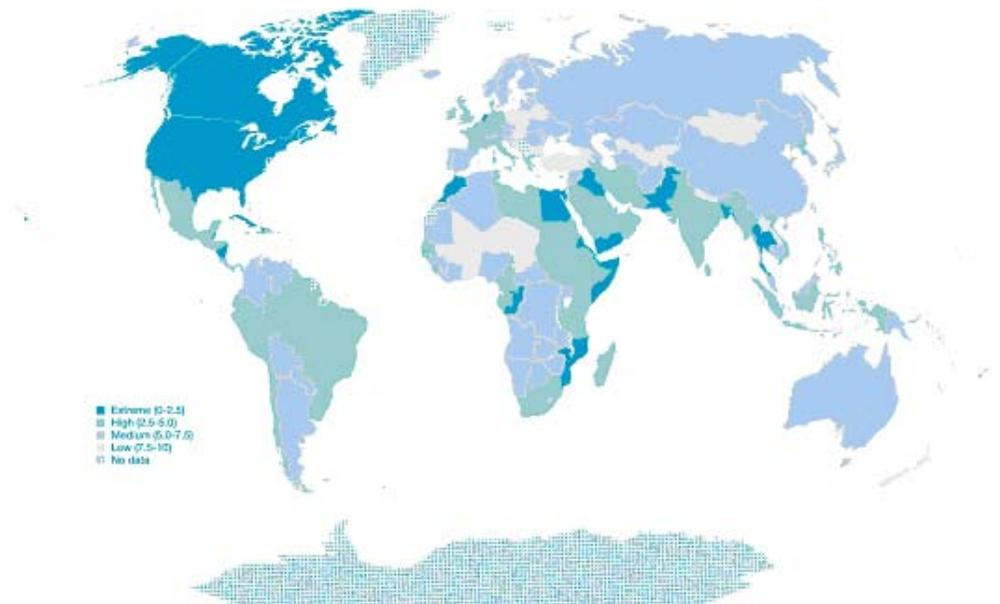 Extreme (0-2.5)
High (2.5-5.0)
Medium (5.0-7.5)
Low (7.5-10)
No data